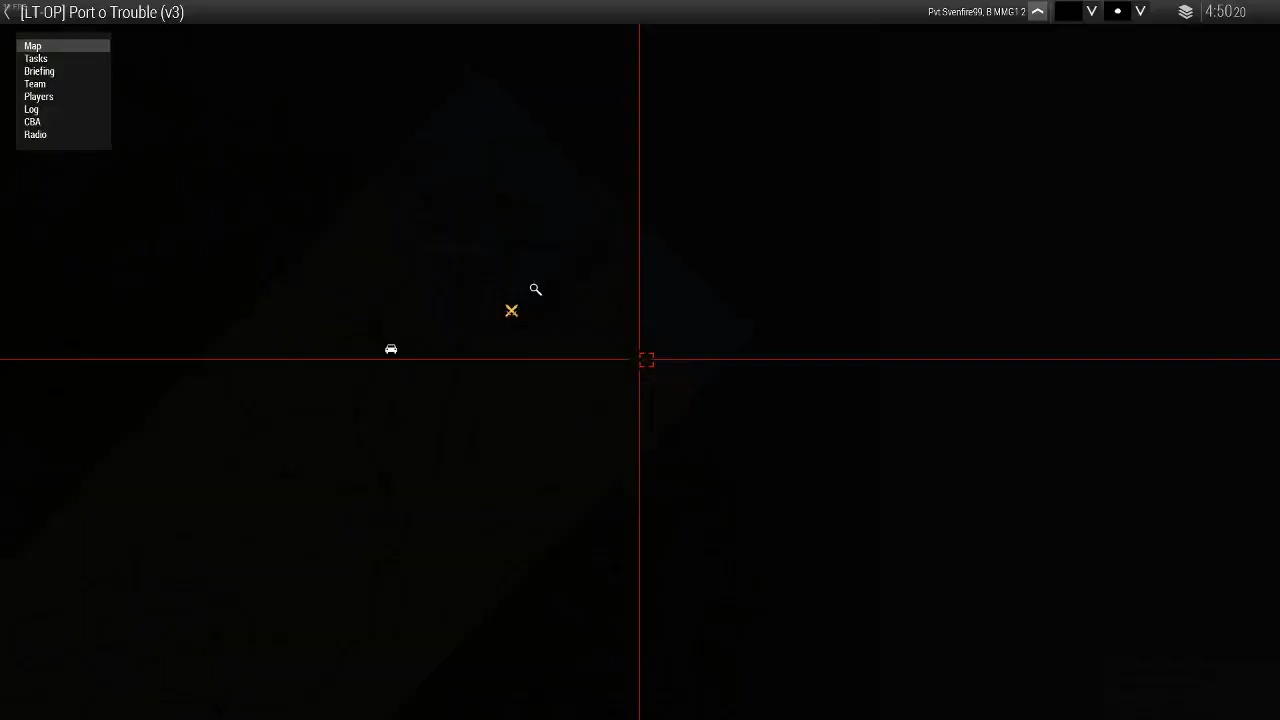 [LT-OP] Port o Trouble (v3)
Pvt Svenfire99, B MMG1 2
4:50 20
Map
Tasks
Briefing
Team
Players
Log
CBA
Radio